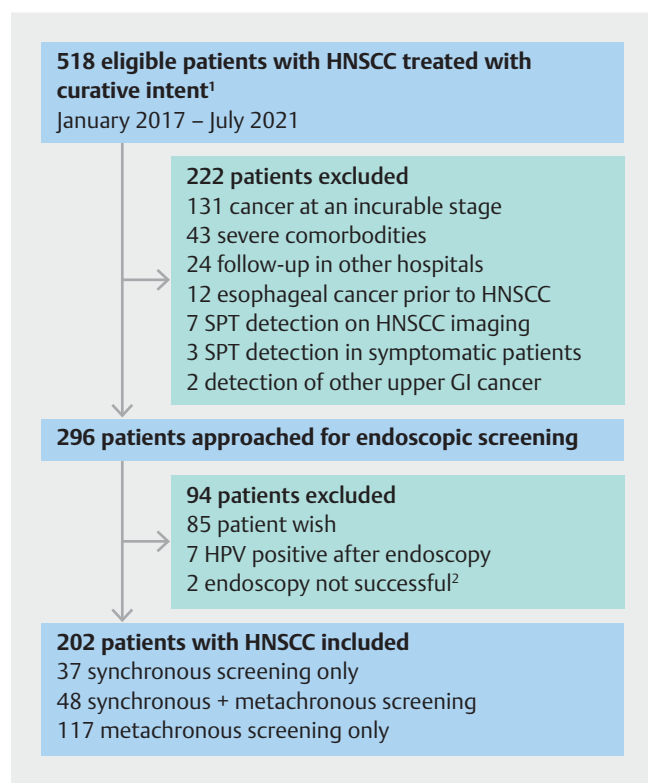 518 eligible patients with HNSCC treated with
curative intent¹
January 2017 – July 2021
222 patients excluded
131 cancer at an incurable stage
43 severe comorbodities
24 follow-up in other hospitals
12 esophageal cancer prior to HNSCC
7 SPT detection on HNSCC imaging
3 SPT detection in symptomatic patients
2 detection of other upper GI cancer
296 patients approached for endoscopic screening
94 patients excluded
85 patient wish
7 HPV positive after endoscopy
2 endoscopy not successful²
202 patients with HNSCC included
37 synchronous screening only
48 synchronous + metachronous screening
117 metachronous screening only